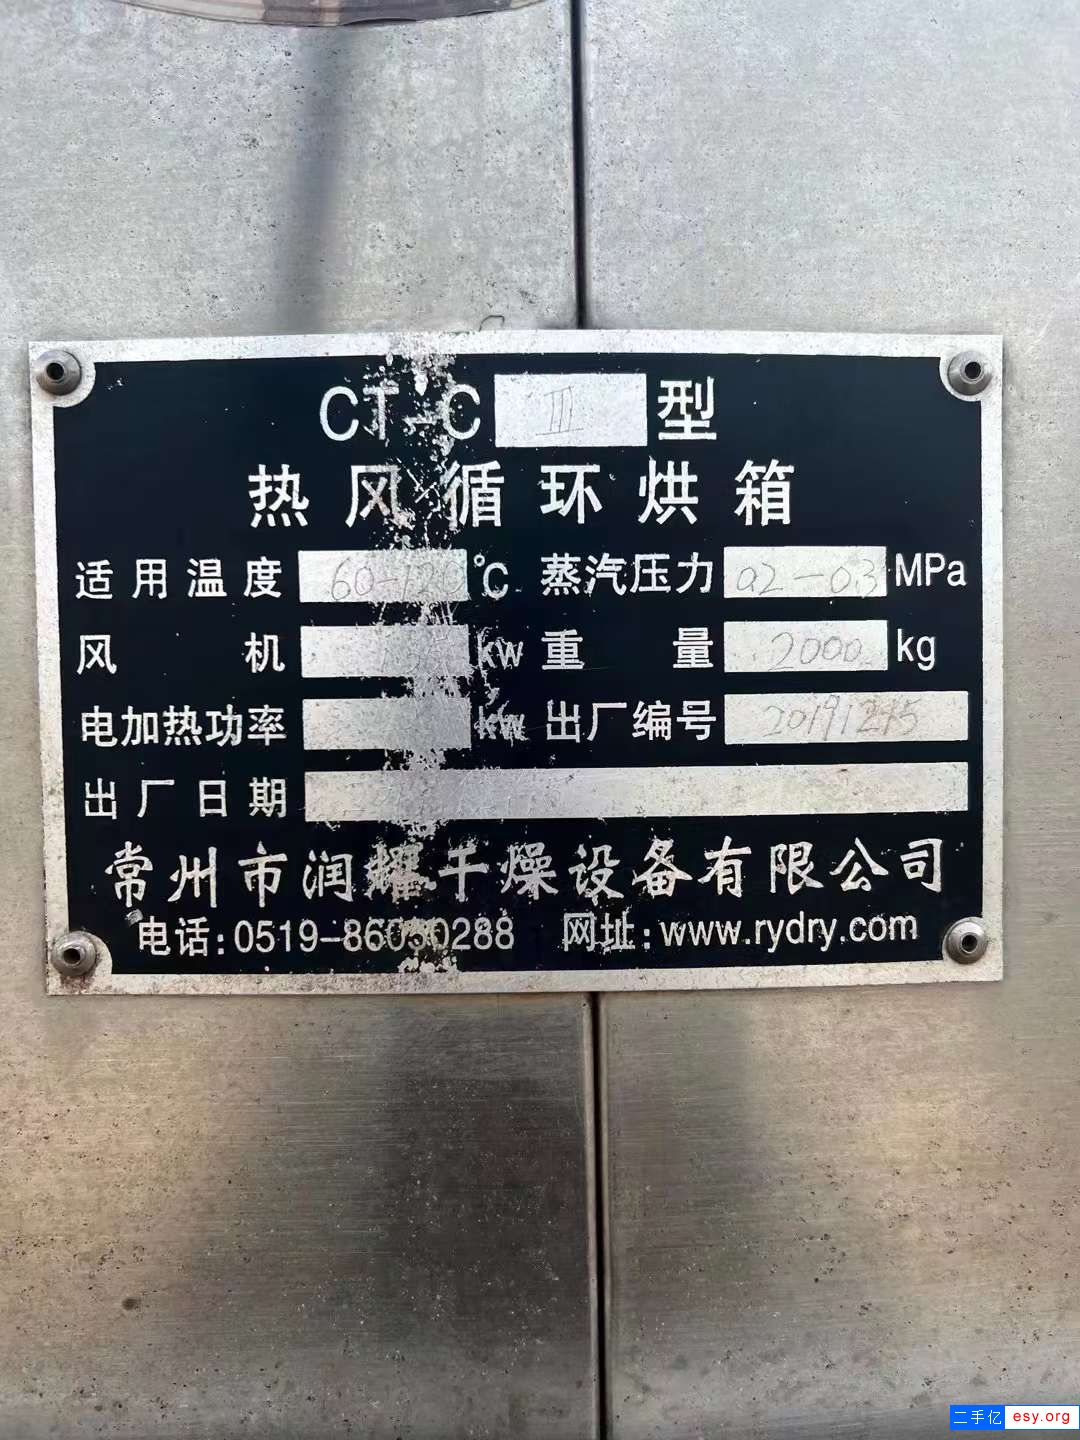 CT-C III 型
热风循环烘箱
适用温度 60-120 ℃ 蒸汽压力 0.2-0.3 MPa
风机 kw 重量 2000 kg
电加热功率 kw 出厂编号 20191215
出厂日期
常州市润耀干燥设备有限公司
电话:0519-86050288 网址:www.rydry.com
二手亿 esy.org